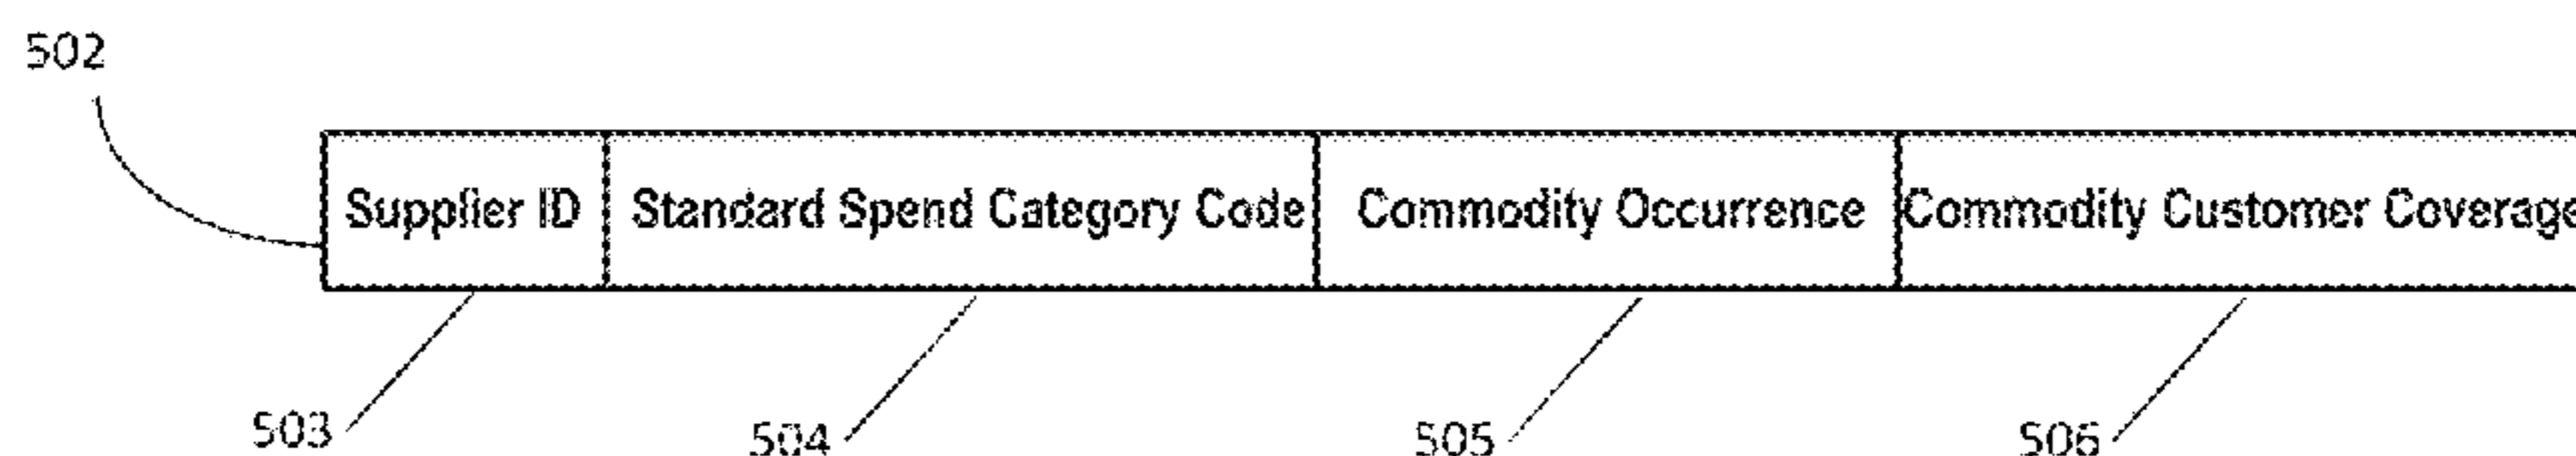 502
Supplier ID Standard Spend Category Code Commodity Occurrence Commodity Customer Coverage
503 504 505 506